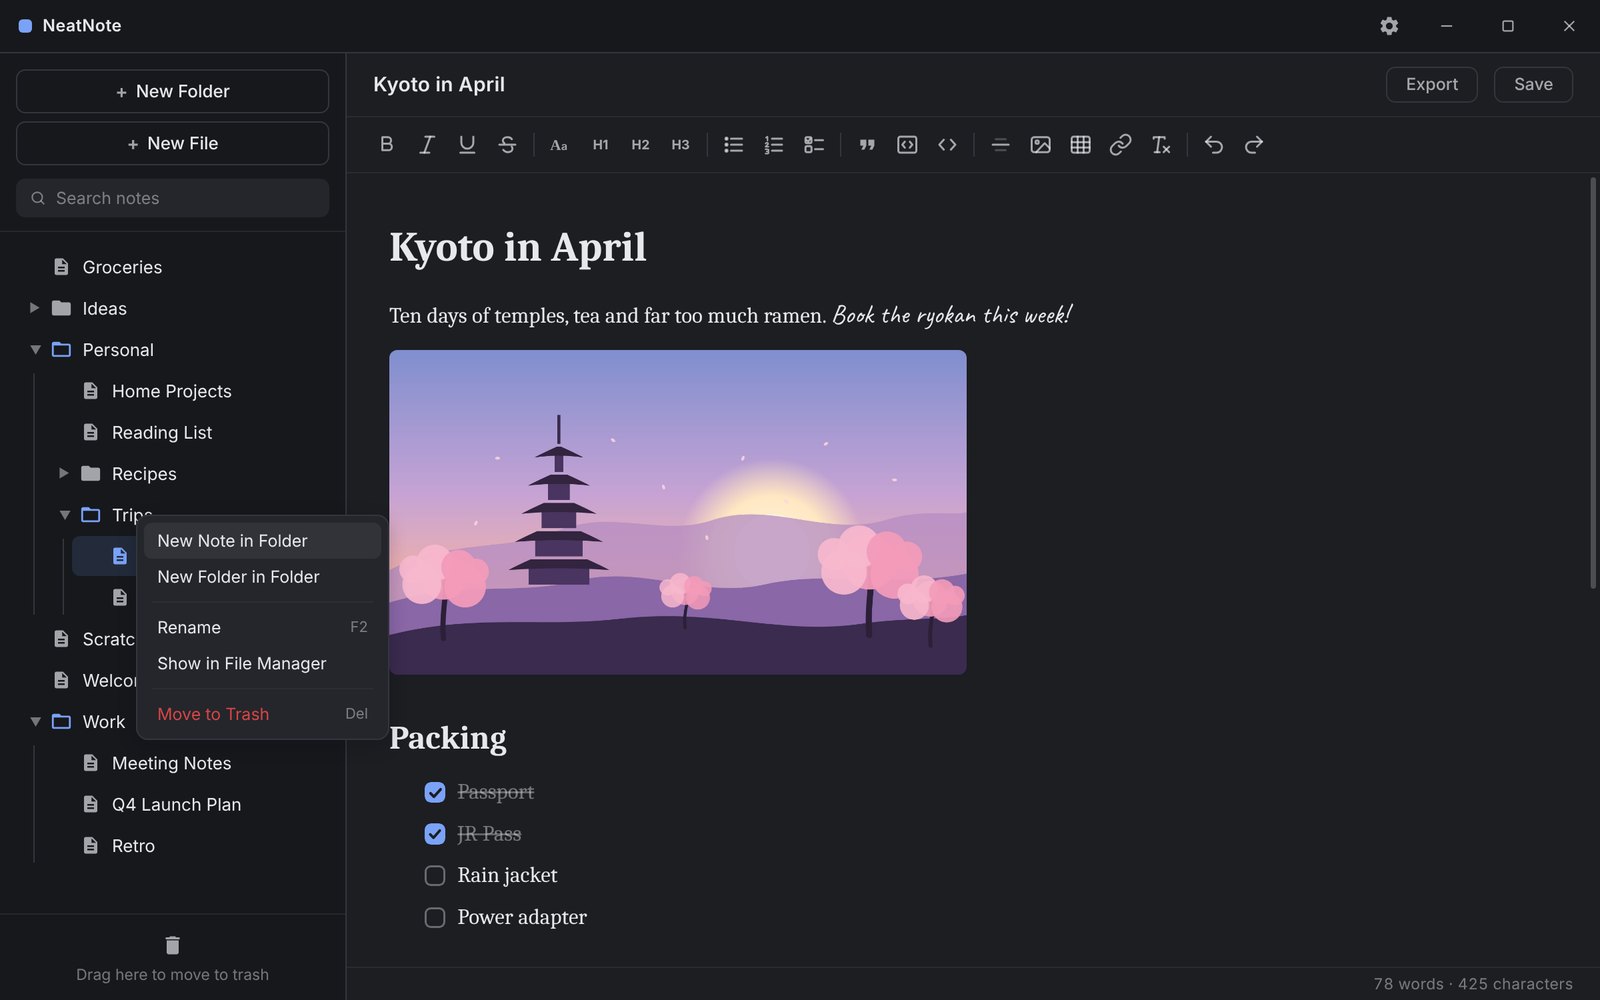 NeatNote
+ New Folder
+ New File
Search notes
Groceries
Ideas
Personal
Home Projects
Reading List
Recipes
Trips
New Note in Folder
New Folder in Folder
Rename F2
Show in File Manager
Move to Trash Del
Work
Meeting Notes
Q4 Launch Plan
Retro
Drag here to move to trash
Kyoto in April
Export
Save
B I U S Aa H1 H2 H3
Kyoto in April
Ten days of temples, tea and far too much ramen. Book the ryokan this week!
Packing
Passport
JR Pass
Rain jacket
Power adapter
78 words · 425 characters